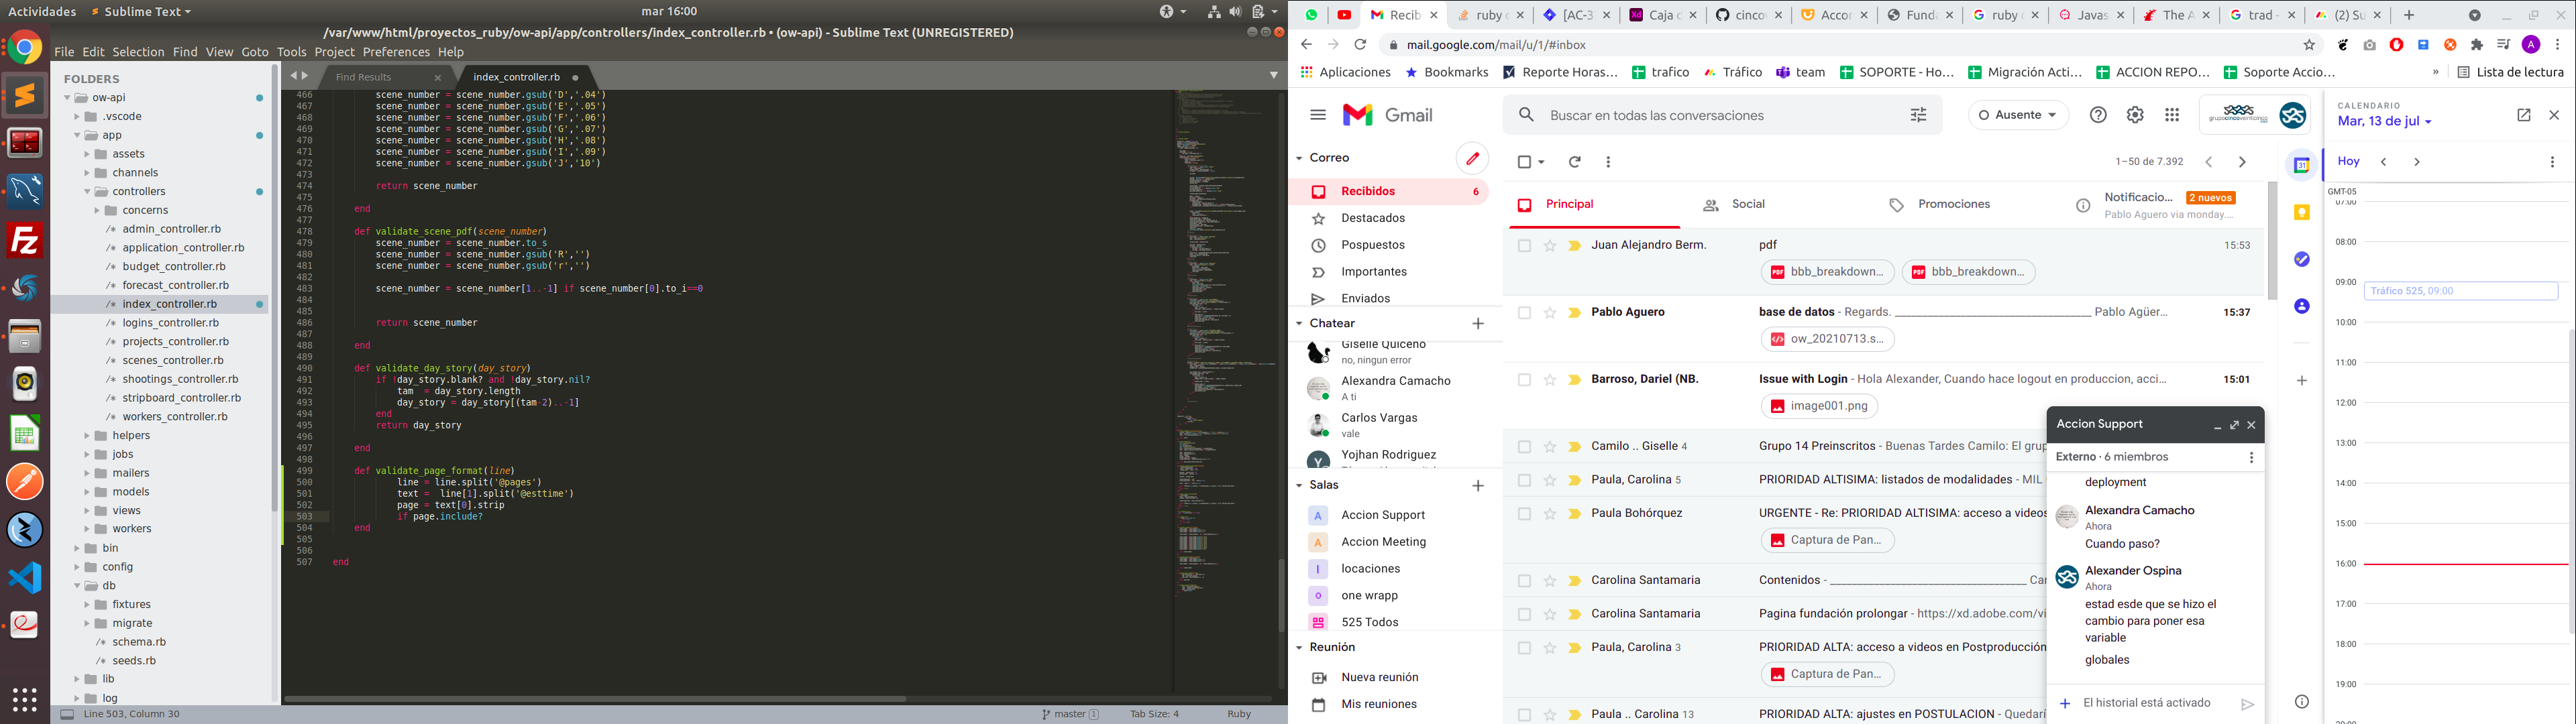 Actividades
Sublime Text
mar 16:00
/var/www/html/proyectos_ruby/ow-api/app/controllers/index_controller.rb • (ow-api) - Sublime Text (UNREGISTERED)
File Edit Selection Find View Goto Tools Project Preferences Help
FOLDERS
ow-api
.vscode
app
assets
channels
controllers
concerns
/* admin_controller.rb
/* application_controller.rb
/* budget_controller.rb
/* forecast_controller.rb
/* index_controller.rb
/* logins_controller.rb
/* projects_controller.rb
/* scenes_controller.rb
/* shootings_controller.rb
/* stripboard_controller.rb
/* workers_controller.rb
helpers
jobs
mailers
models
views
workers
bin
config
db
fixtures
migrate
/* schema.rb
/* seeds.rb
lib
log
Find Results
index_controller.rb
466 scene_number = scene_number.gsub('D','.04')
467 scene_number = scene_number.gsub('E','.05')
468 scene_number = scene_number.gsub('F','.06')
469 scene_number = scene_number.gsub('G','.07')
470 scene_number = scene_number.gsub('H','.08')
471 scene_number = scene_number.gsub('I','.09')
472 scene_number = scene_number.gsub('J','10')
473
474 return scene_number
475
476 end
477
478 def validate_scene_pdf(scene_number)
479 scene_number = scene_number.to_s
480 scene_number = scene_number.gsub('R','')
481 scene_number = scene_number.gsub('r','')
482
483 scene_number = scene_number[1..-1] if scene_number[0].to_i==0
484
485
486 return scene_number
487
488 end
489
490 def validate_day_story(day_story)
491 if !day_story.blank? and !day_story.nil?
492 tam = day_story.length
493 day_story = day_story[(tam-2)..-1]
494 end
495 return day_story
496
497 end
498
499 def validate_page_format(line)
500 line = line.split('@pages')
501 text = line[1].split('@esttime')
502 page = text[0].strip
503 if page.include?
504 end
505
506
507 end
Line 503, Column 30
master 1
Tab Size: 4
Ruby
Recib
ruby c
[AC-3
Caja d
cincov
Accor
Fund
ruby c
Javas
The A
trad -
(2) Su
mail.google.com/mail/u/1/#inbox
A
Aplicaciones
Bookmarks
Reporte Horas...
trafico
Tráfico
team
SOPORTE - Ho...
Migración Acti...
ACCION REPO...
Soporte Accio...
»
Lista de lectura
Gmail
Buscar en todas las conversaciones
Ausente
Correo
Recibidos 6
Destacados
Pospuestos
Importantes
Enviados
Chatear
Giselle Quiceno
no, ningun error
Alexandra Camacho
A ti
Carlos Vargas
vale
Yojhan Rodriguez
Salas
A Accion Support
A Accion Meeting
l locaciones
o one wrapp
525 Todos
Reunión
Nueva reunión
Mis reuniones
1–50 de 7.392
Principal
Social
Promociones
Notificacio... 2 nuevos
Pablo Aguero via monday....
Juan Alejandro Berm. pdf 15:53
PDF bbb_breakdown...
PDF bbb_breakdown...
Pablo Aguero base de datos - Regards. Pablo Agüer... 15:37
ow_20210713.s...
Barroso, Dariel (NB. Issue with Login - Hola Alexander, Cuando hace logout en produccion, acci... 15:01
image001.png
Camilo .. Giselle 4 Grupo 14 Preinscritos - Buenas Tardes Camilo: El grup
Paula, Carolina 5 PRIORIDAD ALTISIMA: listados de modalidades - MIL
Paula Bohórquez URGENTE - Re: PRIORIDAD ALTISIMA: acceso a videos
Captura de Pan...
Carolina Santamaria Contenidos -
Carolina Santamaria Pagina fundación prolongar - https://xd.adobe.com/vi
Paula, Carolina 3 PRIORIDAD ALTA: acceso a videos en Postproducción
Captura de Pan...
Paula .. Carolina 13 PRIORIDAD ALTA: ajustes en POSTULACION - Quedarí
Accion Support
Externo · 6 miembros
deployment
Alexandra Camacho
Ahora
Cuando paso?
Alexander Ospina
Ahora
estad esde que se hizo el
cambio para poner esa
variable
globales
El historial está activado
CALENDARIO
Mar, 13 de jul
Hoy
GMT-05
07:00
08:00
09:00
Tráfico 525, 09:00
10:00
11:00
12:00
13:00
14:00
15:00
16:00
17:00
18:00
19:00